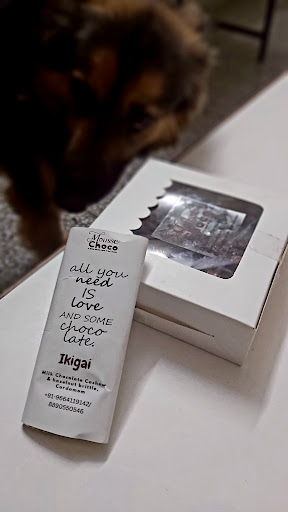 Mousse
Choco
all you
need
IS
love
AND SOME
choco
late.
Ikigai
Milk Chocolate Cashew
& hazelnut brittle,
Cardamom
+91-9664119142/
8890550546